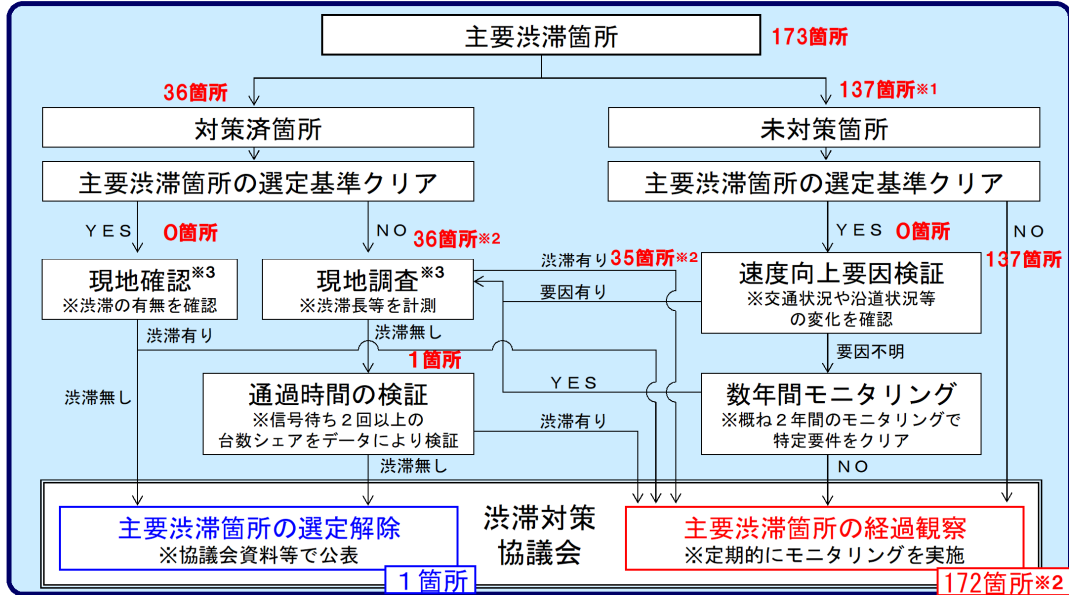 主要渋滞箇所
173箇所
36箇所
137箇所※1
対策済箇所
未対策箇所
主要渋滞箇所の選定基準クリア
主要渋滞箇所の選定基準クリア
ＹＥＳ
0箇所
ＮＯ
36箇所※2
ＹＥＳ
0箇所
ＮＯ
137箇所
現地確認※3
※渋滞の有無を確認
現地調査※3
※渋滞長等を計測
渋滞有り
35箇所※2
要因有り
速度向上要因検証
※交通状況や沿道状況等
の変化を確認
渋滞有り
渋滞無し
1箇所
要因不明
渋滞無し
通過時間の検証
※信号待ち２回以上の
台数シェアをデータにより検証
ＹＥＳ
渋滞有り
数年間モニタリング
※概ね２年間のモニタリングで
特定要件をクリア
渋滞無し
ＮＯ
主要渋滞箇所の選定解除
※協議会資料等で公表
１箇所
渋滞対策
協議会
主要渋滞箇所の経過観察
※定期的にモニタリングを実施
172箇所※2